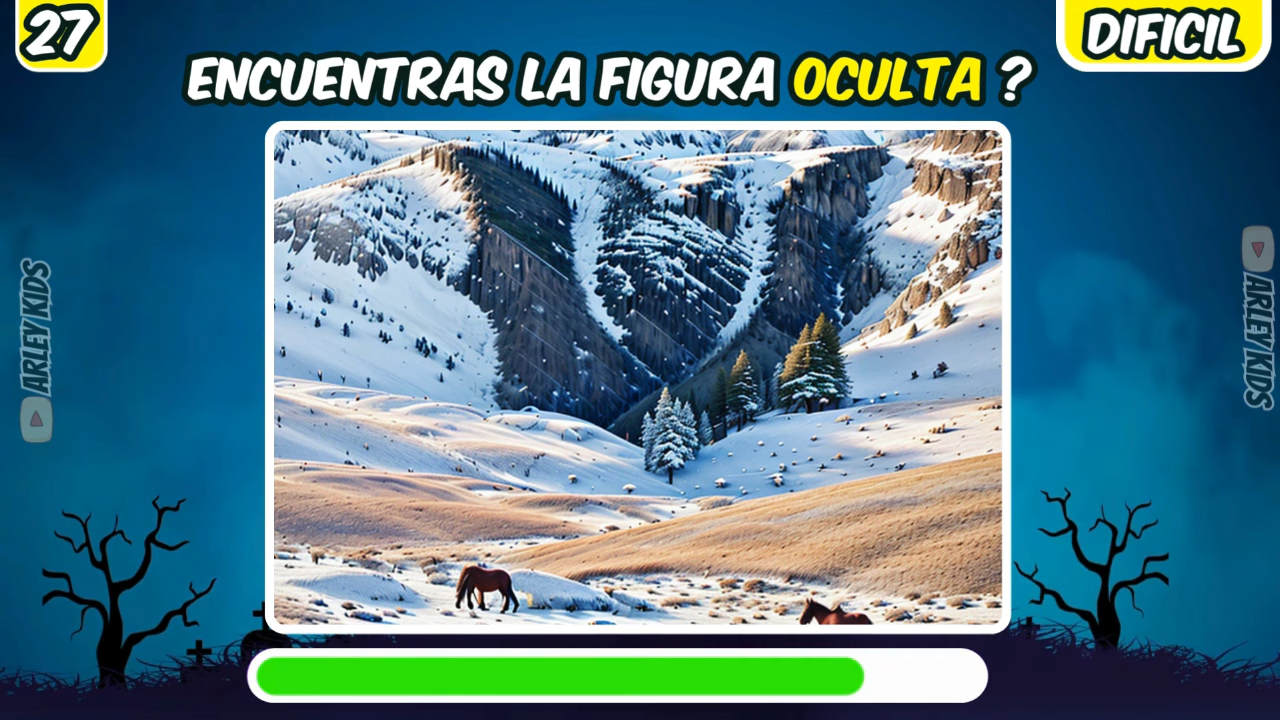 27
DIFICIL
ENCUENTRAS LA FIGURA OCULTA ?
ARLEY KIDS
ARLEY KIDS